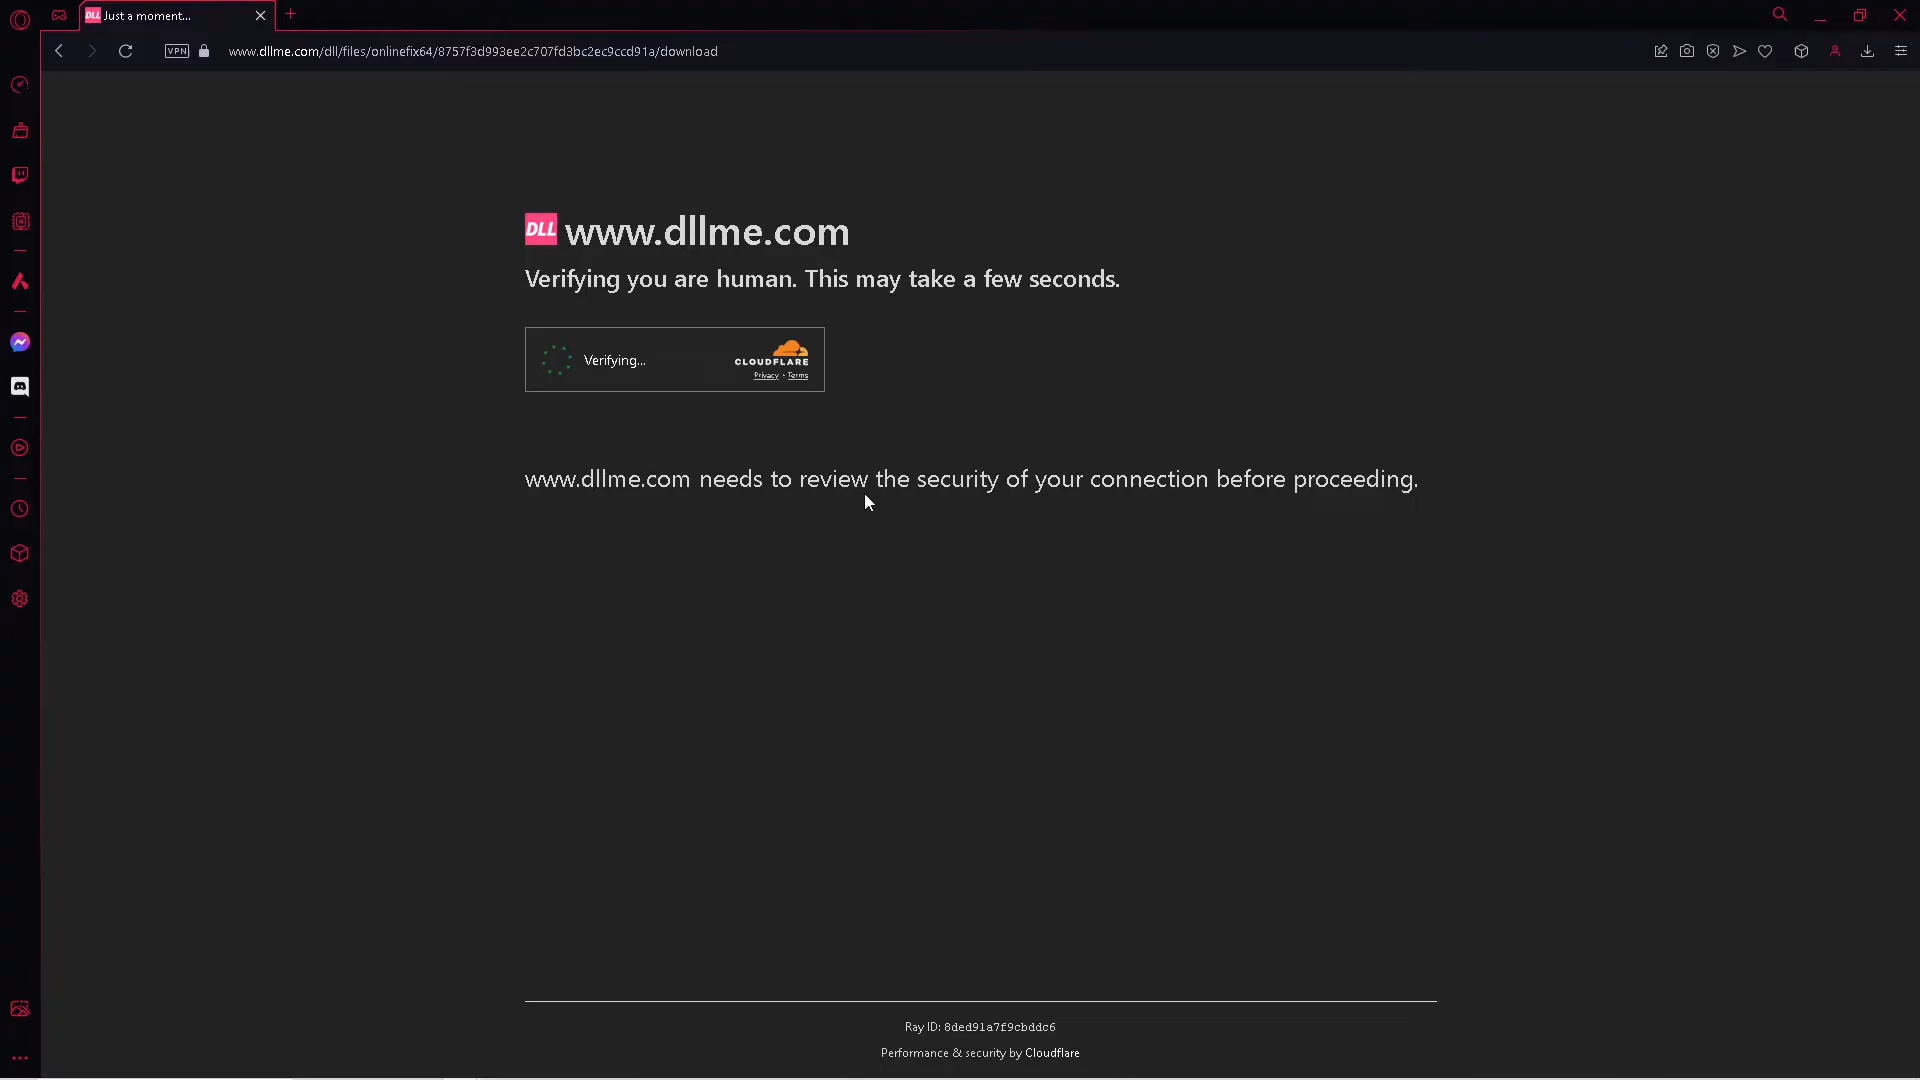 DLL Just a moment...
VPN www.dllme.com/dll/files/onlinefix64/8757f3d993ee2c707fd3bc2ec9ccd91a/download
DLL www.dllme.com
Verifying you are human. This may take a few seconds.
Verifying...
CLOUDFLARE
Privacy • Terms
www.dllme.com needs to review the security of your connection before proceeding.
Ray ID: 8ded91a7f9cbddc6
Performance & security by Cloudflare